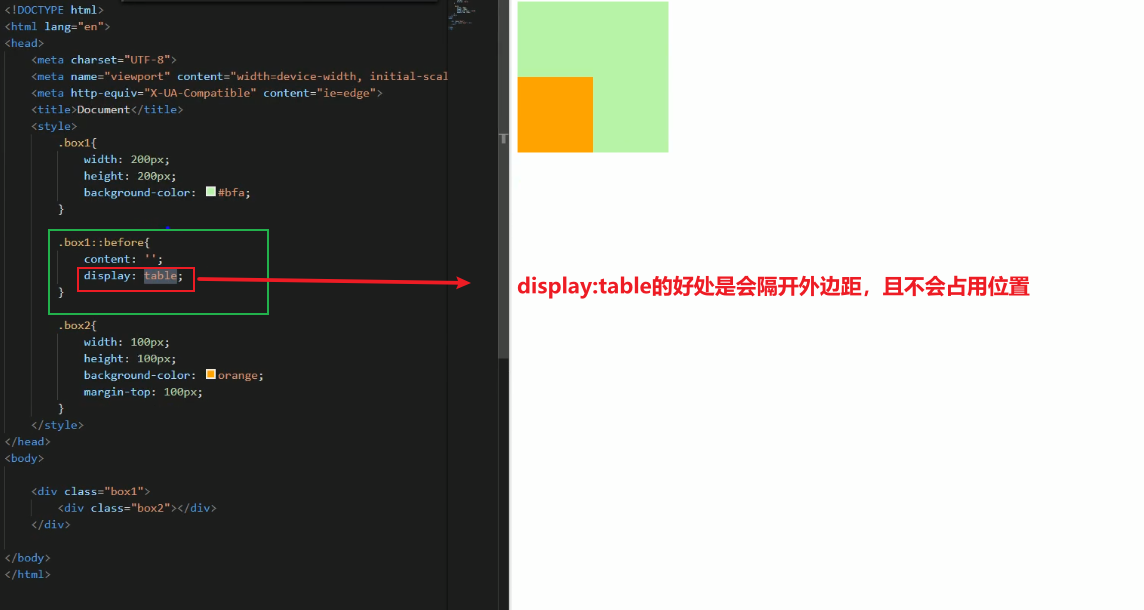 <!DOCTYPE html>
<html lang="en">
<head>
<meta charset="UTF-8">
<meta name="viewport" content="width=device-width, initial-scal
<meta http-equiv="X-UA-Compatible" content="ie=edge">
<title>Document</title>
<style>
.box1{
width: 200px;
height: 200px;
background-color: #bfa;
}
.box1::before{
content: '';
display: table;
}
.box2{
width: 100px;
height: 100px;
background-color: orange;
margin-top: 100px;
}
</style>
</head>
<body>
<div class="box1">
<div class="box2"></div>
</div>
</body>
</html>
display:table的好处是会隔开外边距，且不会占用位置